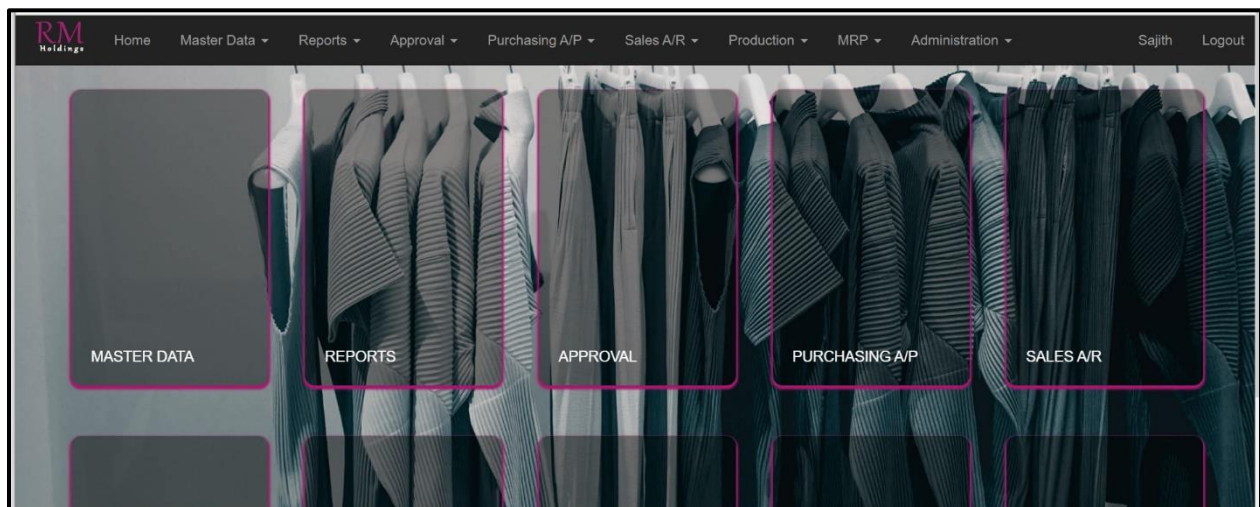 RM
Holdings
Home Master Data Reports Approval Purchasing A/P Sales A/R Production MRP Administration Sajith Logout
MASTER DATA REPORTS APPROVAL PURCHASING A/P SALES A/R